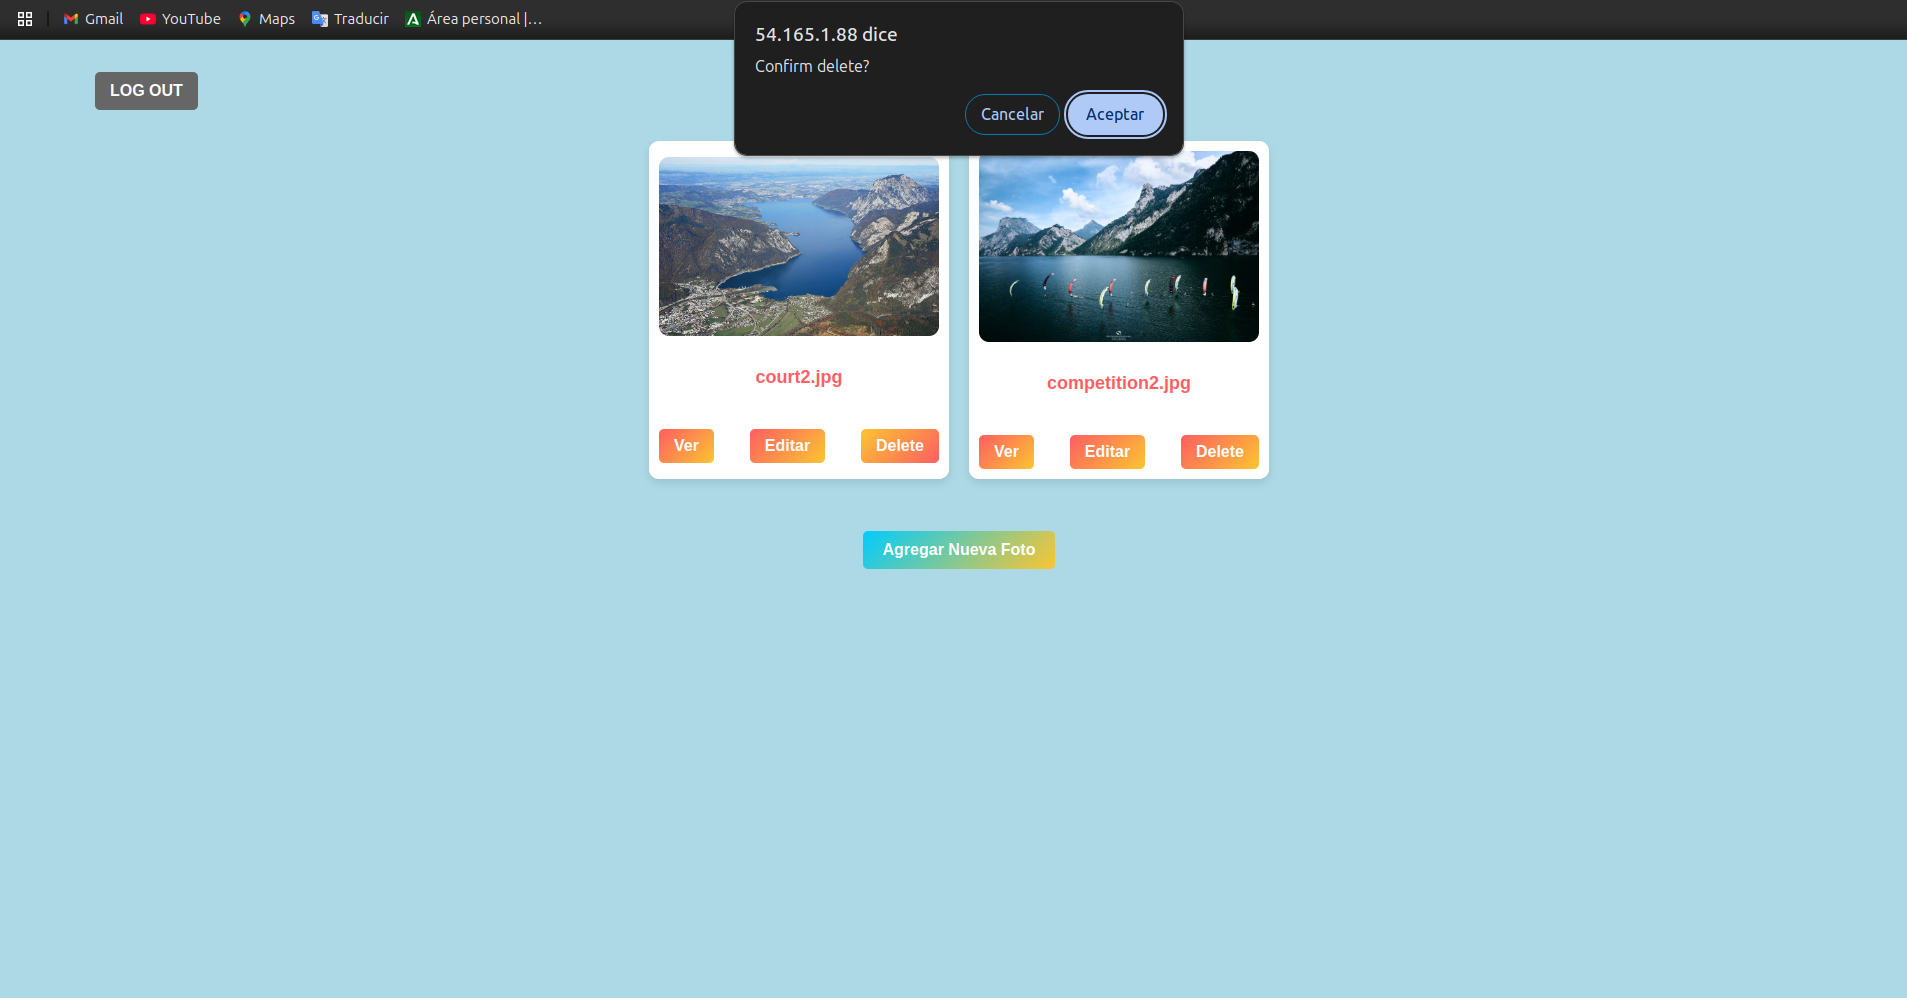 Gmail YouTube Maps Traducir Área personal |...
54.165.1.88 dice
Confirm delete?
Cancelar Aceptar
LOG OUT
court2.jpg
Ver Editar Delete
competition2.jpg
Ver Editar Delete
Agregar Nueva Foto